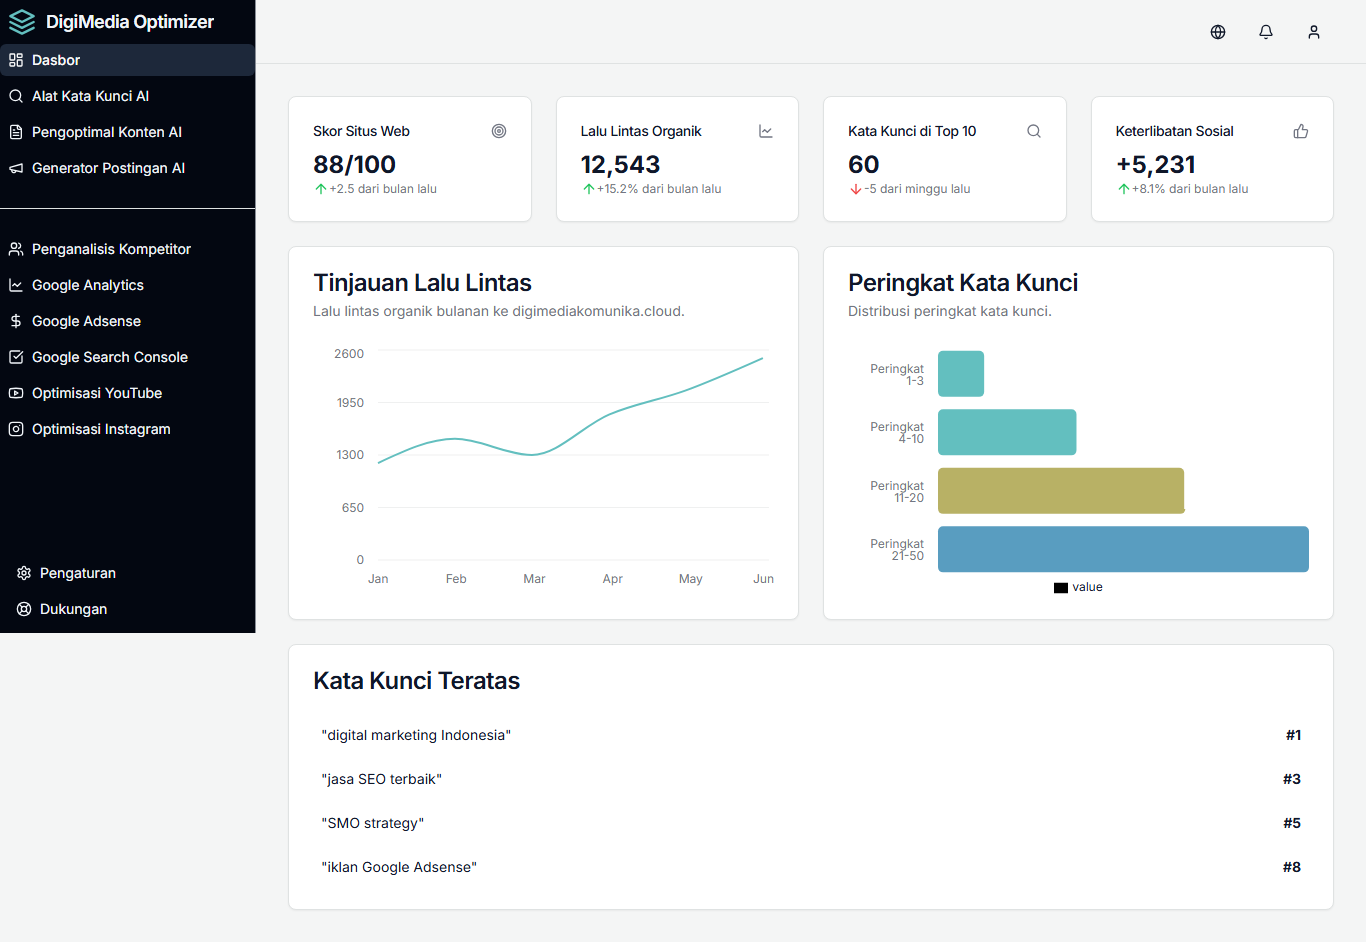 DigiMedia Optimizer
Dasbor
Alat Kata Kunci AI
Pengoptimal Konten AI
Generator Postingan AI
Penganalisis Kompetitor
Google Analytics
Google Adsense
Google Search Console
Optimisasi YouTube
Optimisasi Instagram
Pengaturan
Dukungan
Skor Situs Web
88/100
+2.5 dari bulan lalu
Lalu Lintas Organik
12,543
+15.2% dari bulan lalu
Kata Kunci di Top 10
60
-5 dari minggu lalu
Keterlibatan Sosial
+5,231
+8.1% dari bulan lalu
Tinjauan Lalu Lintas
Lalu lintas organik bulanan ke digimediakomunika.cloud.
2600
1950
1300
650
0
Jan Feb Mar Apr May Jun
Peringkat Kata Kunci
Distribusi peringkat kata kunci.
Peringkat
1-3
Peringkat
4-10
Peringkat
11-20
Peringkat
21-50
value
Kata Kunci Teratas
"digital marketing Indonesia" #1
"jasa SEO terbaik" #3
"SMO strategy" #5
"iklan Google Adsense" #8